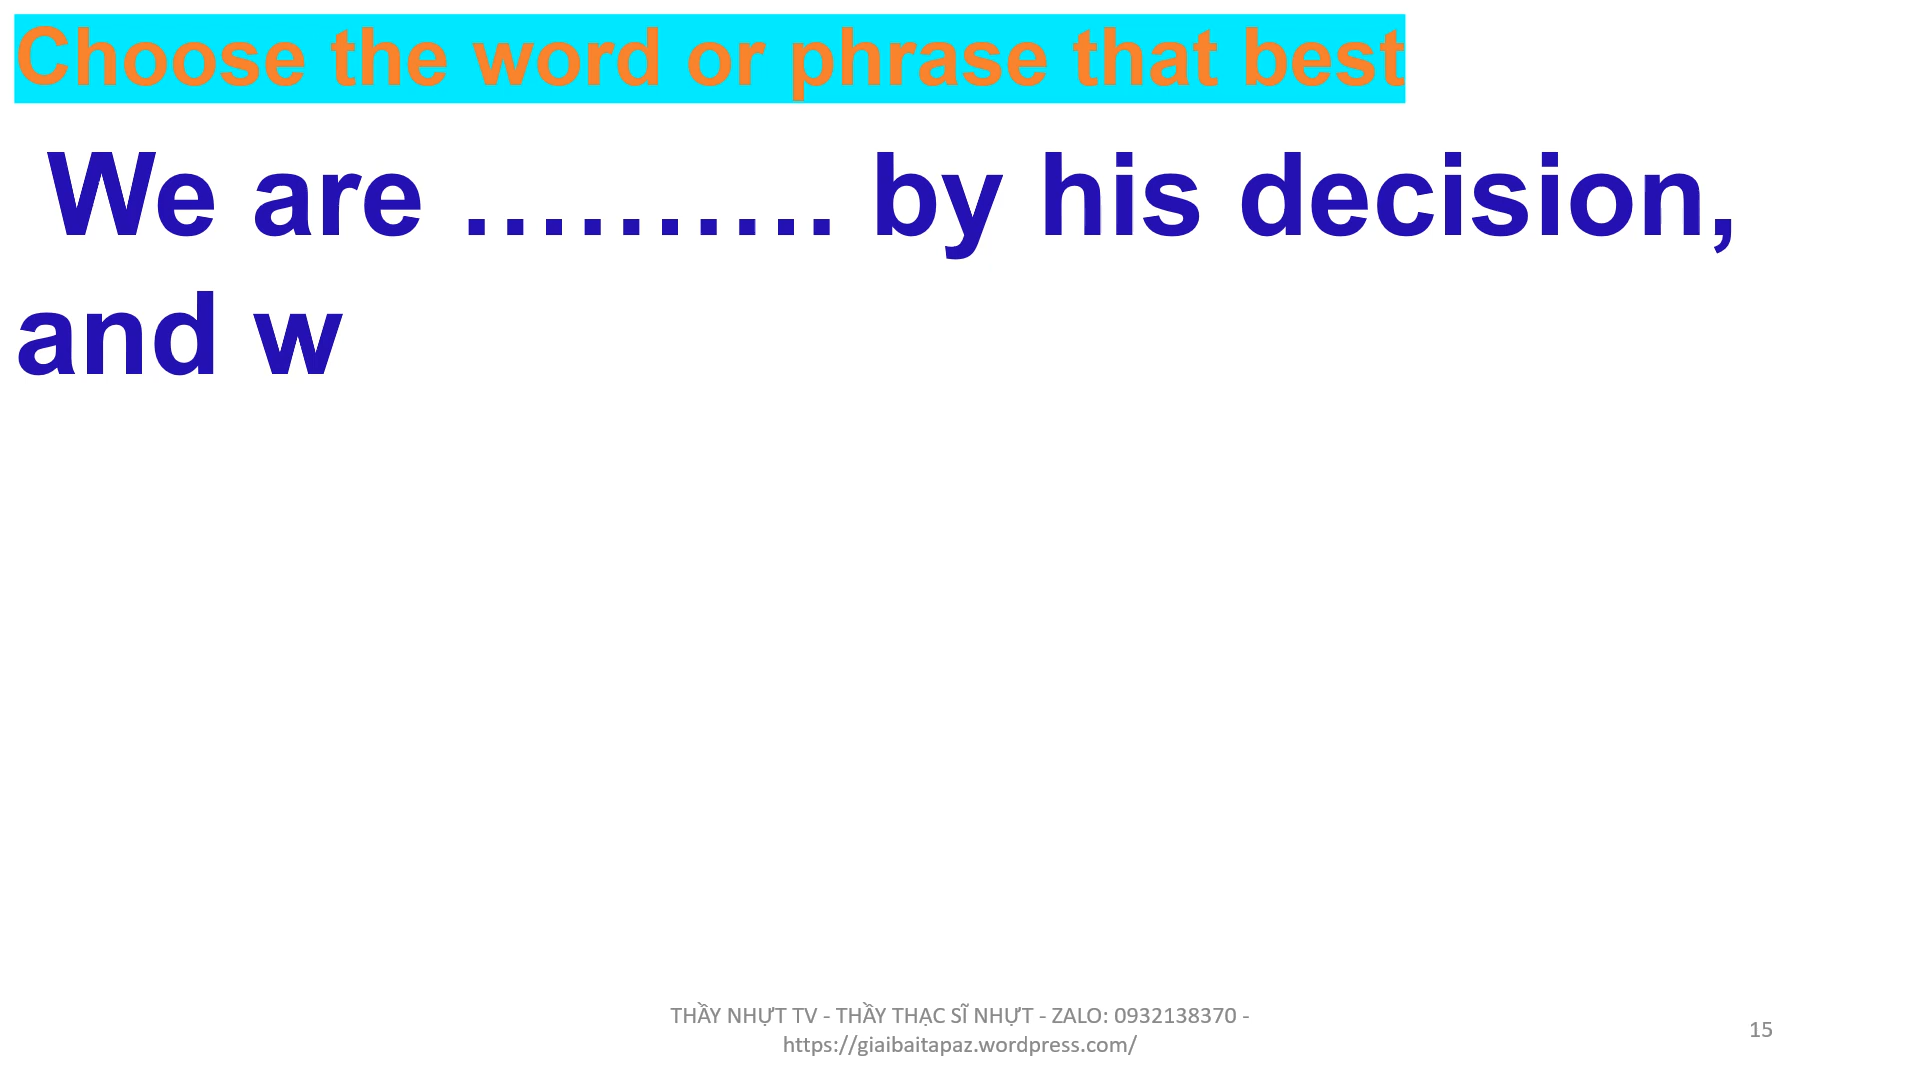 Choose the word or phrase that best
We are ………. by his decision,
and w
THẦY NHỰT TV - THẦY THẠC SĨ NHỰT - ZALO: 0932138370 -
https://giaibaitapaz.wordpress.com/
15